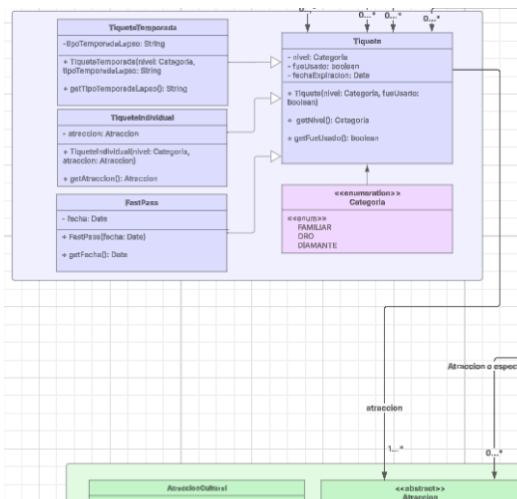 0...*
0...*
0...*
TiqueteTemporada
-tipoTemporadaLapso: String
+ TiqueteTemporada(nivel: Categoria,
tipoTemporadaLapso: String)
+ getTipoTemporadaLapso(): String
TiqueteIndividual
- atraccion: Atraccion
+ TiqueteIndividual(nivel: Categoria,
atraccion: Atraccion)
+ getAtraccion(): Atraccion
FastPass
- fecha: Date
+ FastPass(fecha: Date)
+ getFecha(): Date
Tiquete
- nivel: Categoria
- fueUsado: boolean
- fechaExpiracion: Date
+ Tiquete(nivel: Categoria, fueUsado:
boolean)
+ getNivel(): Categoria
+ getFueUsado(): boolean
<<enumeration>>
Categoria
<<enum>>
FAMILIAR
ORO
DIAMANTE
Atraccion o espec
atraccion
1...*
0...*
AtraccionCultural
<<abstract>>
Atraccion